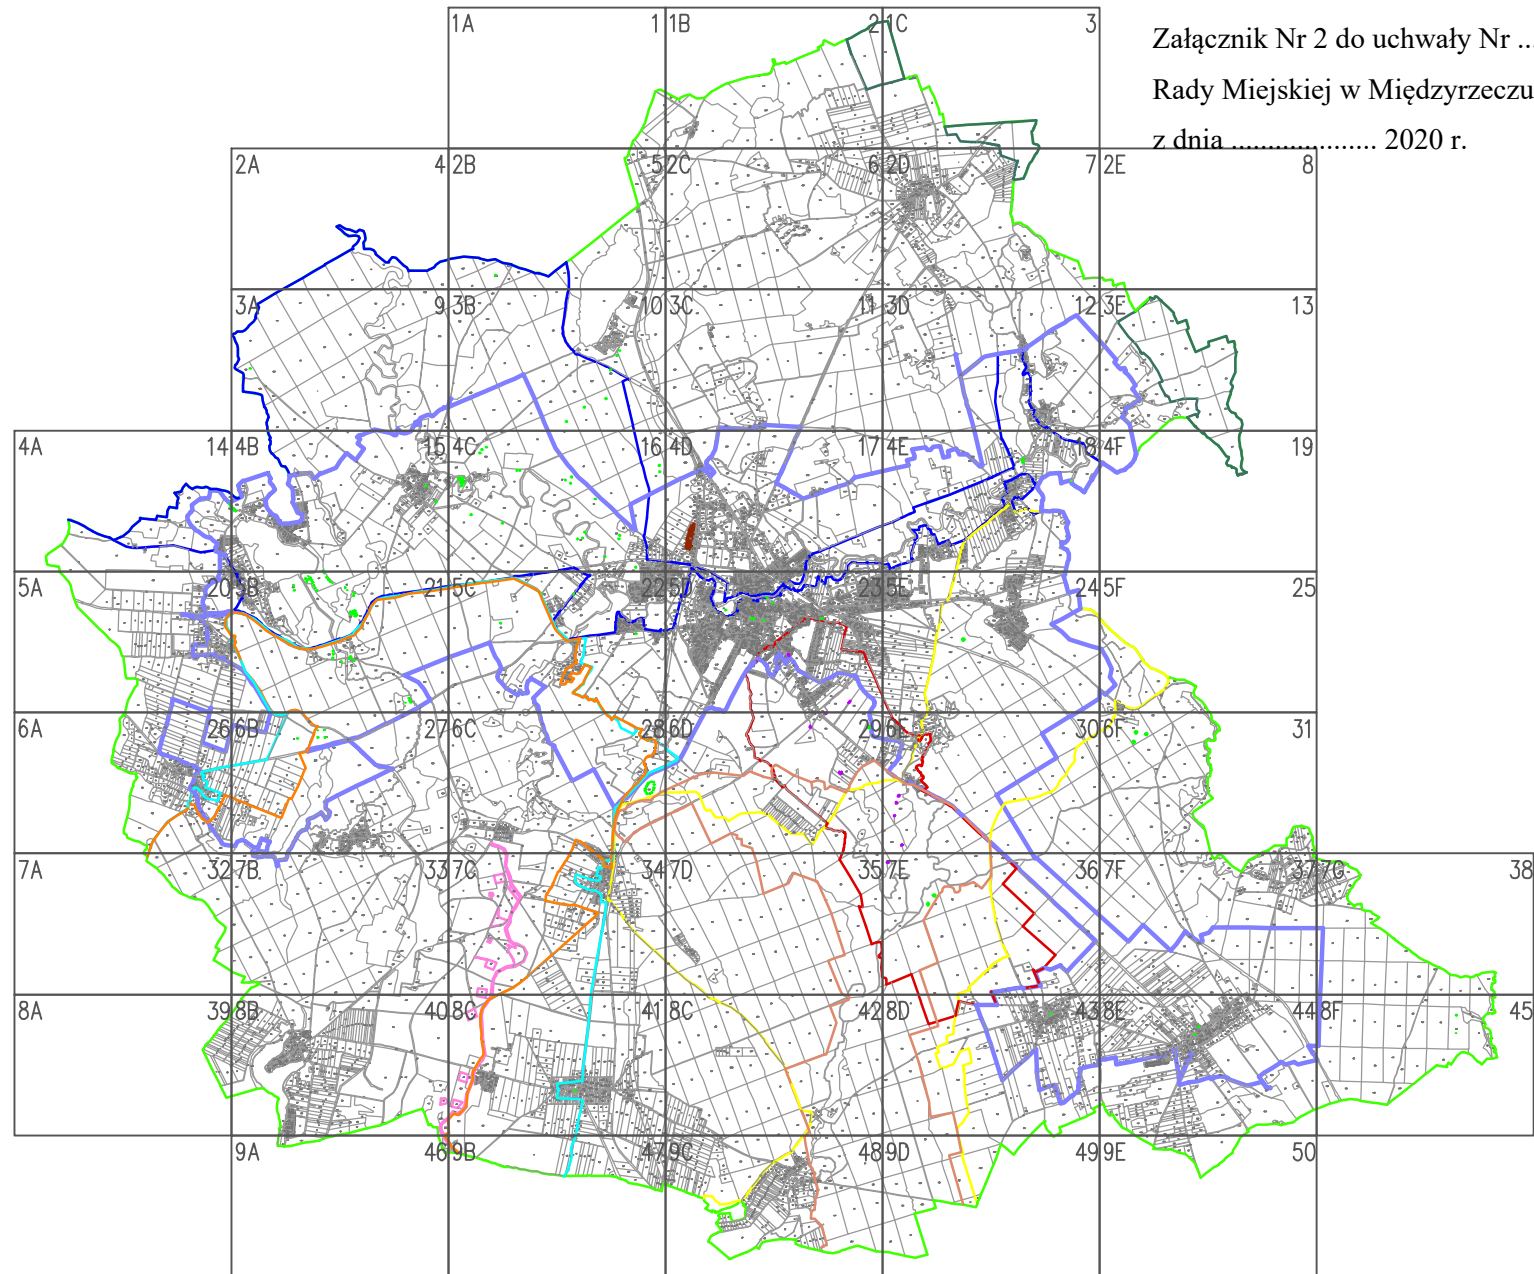 1A 1 1B 2 1C 3
Załącznik Nr 2 do uchwały Nr ..
Rady Miejskiej w Międzyrzeczu
z dnia .................... 2020 r.
2A 4 2B 5 2C 6 2D 7 2E 8
3A 9 3B 10 3C 11 3D 12 3E 13
4A 14 4B 15 4C 16 4D 17 4E 18 4F 19
5A 20 5B 21 5C 22 5D 23 5E 24 5F 25
6A 26 6B 27 6C 28 6D 29 6E 30 6F 31
7A 32 7B 33 7C 34 7D 35 7E 36 7F 37 7G 38
8A 39 8B 40 8C 41 8C 42 8D 43 8E 44 8F 45
9A 46 9B 47 9C 48 9D 49 9E 50